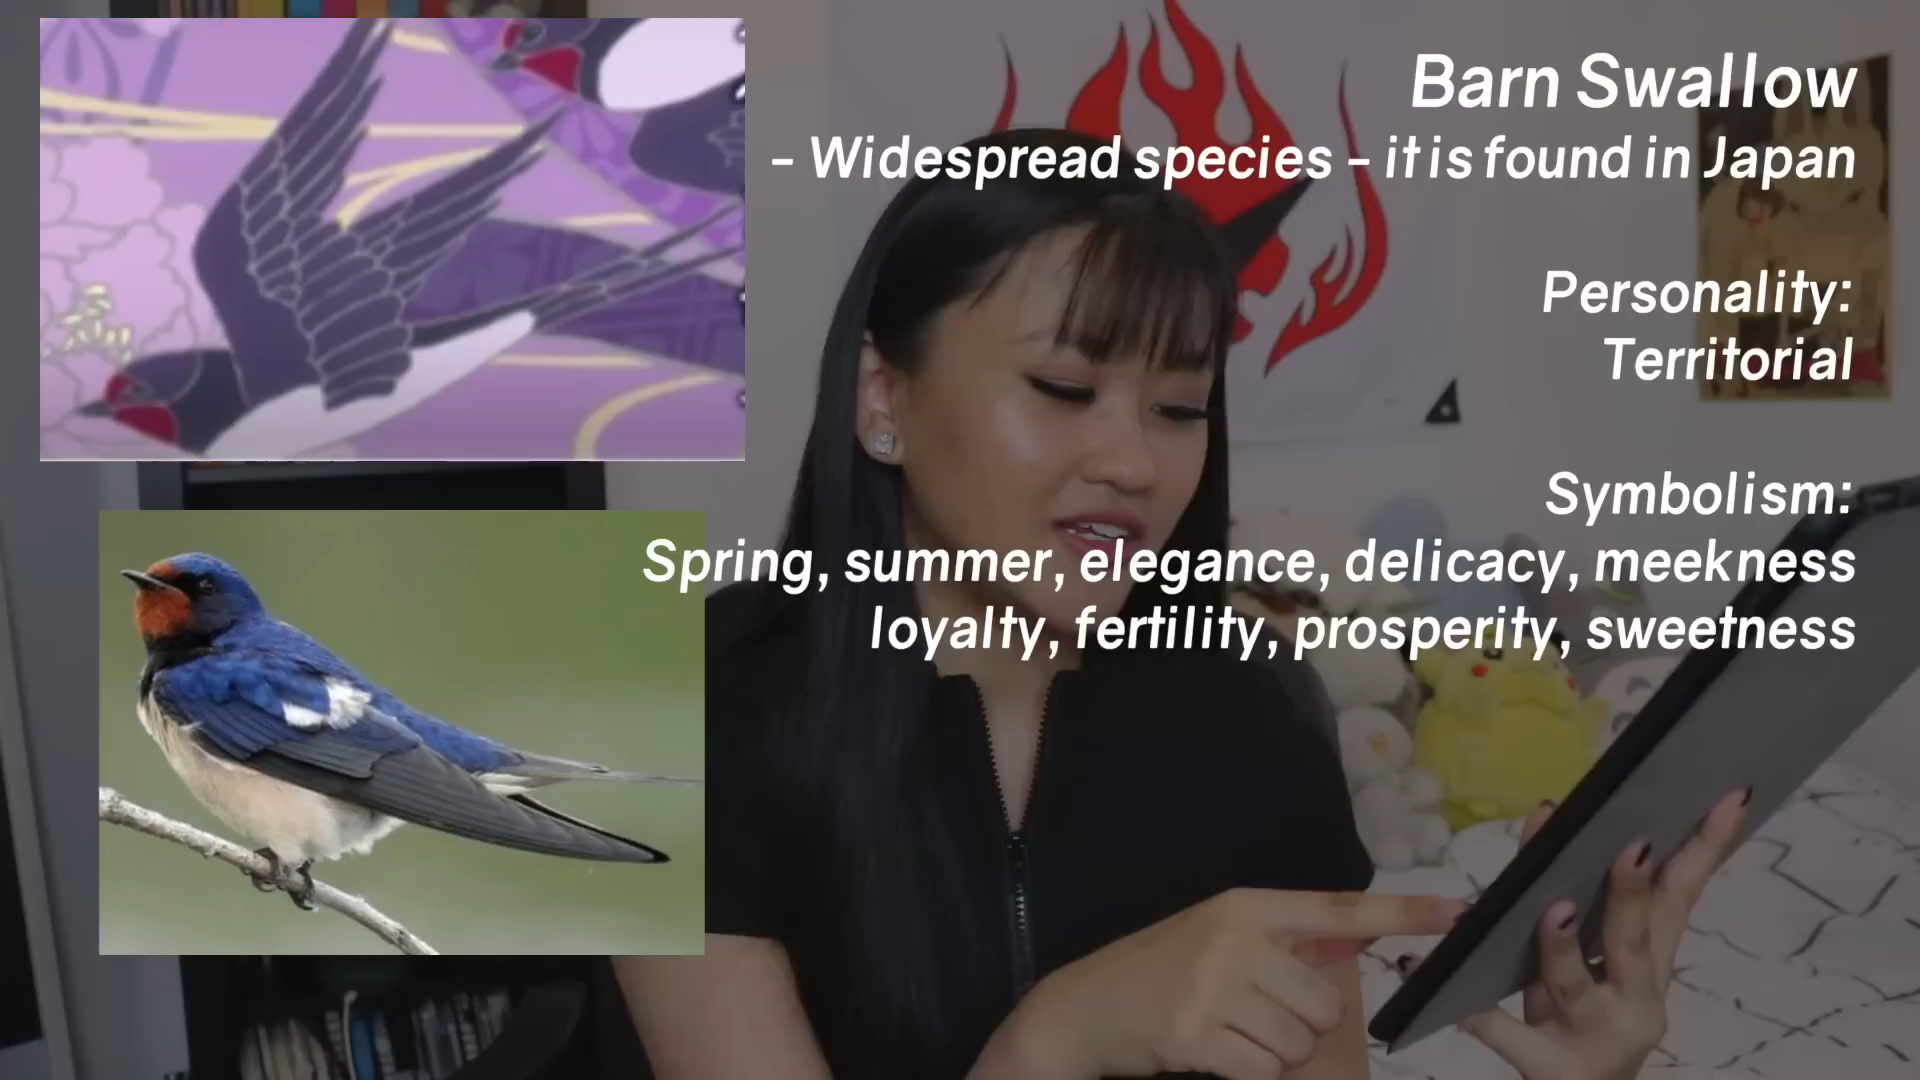 Barn Swallow
- Widespread species - it is found in Japan
Personality:
Territorial
Symbolism:
Spring, summer, elegance, delicacy, meekness
loyalty, fertility, prosperity, sweetness